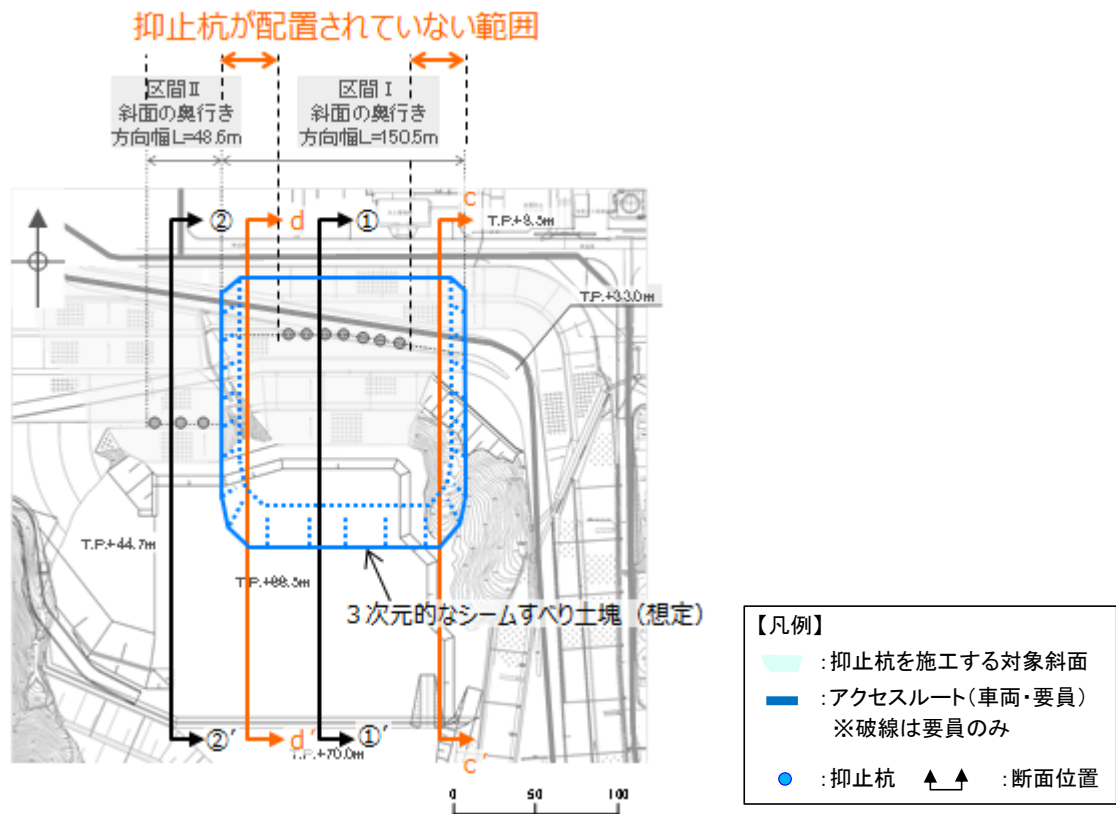 抑止杭が配置されていない範囲
区間Ⅱ
斜面の奥行き
方向幅L=48.6m
区間Ⅰ
斜面の奥行き
方向幅L=150.5m
②
d
①
c
T.P.+8.5m
T.P.+33.0m
T.P.+44.7m
T.P.+88.5m
3次元的なシームすべり土塊（想定）
②´
d´
①´
c´
T.P.+70.0m
0 50 100
【凡例】
:抑止杭を施工する対象斜面
:アクセスルート（車両・要員）
※破線は要員のみ
:抑止杭
:断面位置